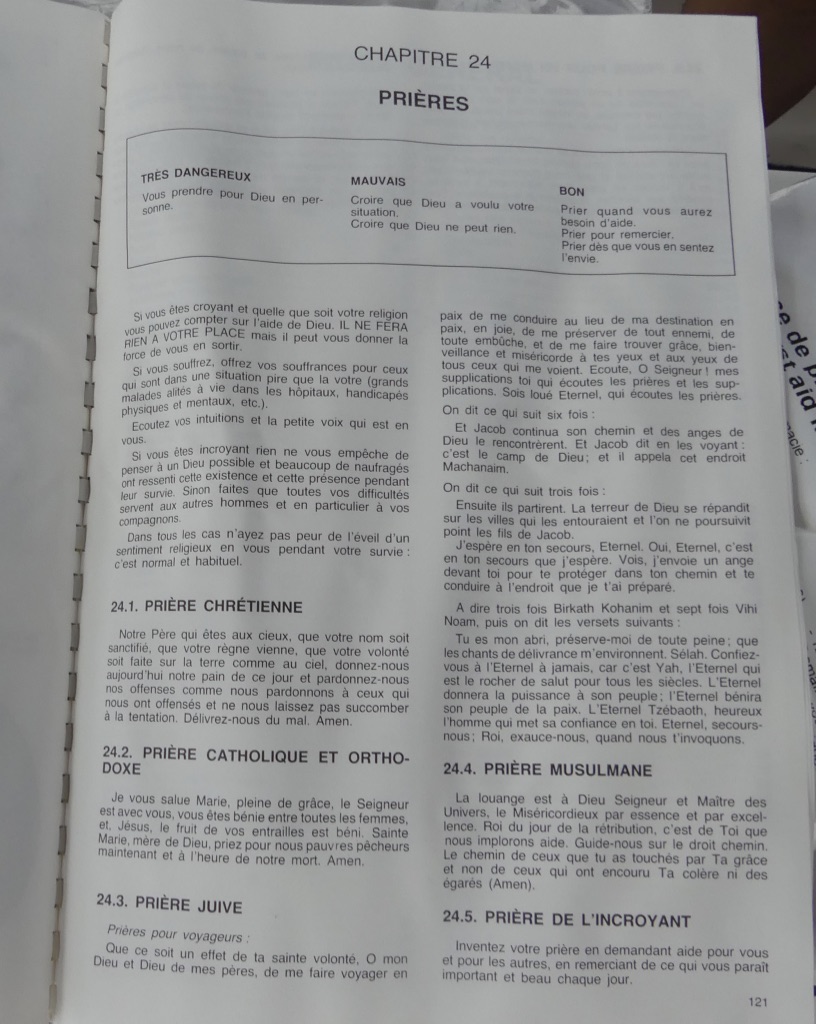 CHAPITRE 24
PRIÈRES
TRÈS DANGEREUX
Vous prendre pour Dieu en per-
sonne.
MAUVAIS
Croire que Dieu a voulu votre
situation.
Croire que Dieu ne peut rien.
BON
Prier quand vous aurez
besoin d'aide.
Prier pour remercier.
Prier dès que vous en sentez
l'envie.
Si vous êtes croyant et quelle que soit votre religion
vous pouvez compter sur l'aide de Dieu. IL NE FERA
RIEN A VOTRE PLACE mais il peut vous donner la
force de vous en sortir.
Si vous souffrez, offrez vos souffrances pour ceux
qui sont dans une situation pire que la votre (grands
malades alités à vie dans les hôpitaux, handicapés
physiques et mentaux, etc.).
Ecoutez vos intuitions et la petite voix qui est en
vous.
Si vous êtes incroyant rien ne vous empêche de
penser à un Dieu possible et beaucoup de naufragés
ont ressenti cette existence et cette présence pendant
leur survie. Sinon faites que toutes vos difficultés
servent aux autres hommes et en particulier à vos
compagnons.
Dans tous les cas n'ayez pas peur de l'éveil d'un
sentiment religieux en vous pendant votre survie :
c'est normal et habituel.
24.1. PRIÈRE CHRÉTIENNE
Notre Père qui êtes aux cieux, que votre nom soit
sanctifié, que votre règne vienne, que votre volonté
soit faite sur la terre comme au ciel, donnez-nous
aujourd'hui notre pain de ce jour et pardonnez-nous
nos offenses comme nous pardonnons à ceux qui
nous ont offensés et ne nous laissez pas succomber
à la tentation. Délivrez-nous du mal. Amen.
24.2. PRIÈRE CATHOLIQUE ET ORTHO-
DOXE
Je vous salue Marie, pleine de grâce, le Seigneur
est avec vous, vous êtes bénie entre toutes les femmes,
et, Jésus, le fruit de vos entrailles est béni. Sainte
Marie, mère de Dieu, priez pour nous pauvres pêcheurs
maintenant et à l'heure de notre mort. Amen.
24.3. PRIÈRE JUIVE
Prières pour voyageurs :
Que ce soit un effet de ta sainte volonté, O mon
Dieu et Dieu de mes pères, de me faire voyager en
paix de me conduire au lieu de ma destination en
paix, en joie, de me préserver de tout ennemi, de
toute embûche, et de me faire trouver grâce, bien-
veillance et miséricorde à tes yeux et aux yeux de
tous ceux qui me voient. Ecoute, O Seigneur ! mes
supplications toi qui écoutes les prières et les sup-
plications. Sois loué Eternel, qui écoutes les prières.
On dit ce qui suit six fois :
Et Jacob continua son chemin et des anges de
Dieu le rencontrèrent. Et Jacob dit en les voyant :
c'est le camp de Dieu; et il appela cet endroit
Machanaim.
On dit ce qui suit trois fois :
Ensuite ils partirent. La terreur de Dieu se répandit
sur les villes qui les entouraient et l'on ne poursuivit
point les fils de Jacob.
J'espère en ton secours, Eternel. Oui, Eternel, c'est
en ton secours que j'espère. Vois, j'envoie un ange
devant toi pour te protéger dans ton chemin et te
conduire à l'endroit que je t'ai préparé.
A dire trois fois Birkath Kohanim et sept fois Vihi
Noam, puis on dit les versets suivants :
Tu es mon abri, préserve-moi de toute peine; que
les chants de délivrance m'environnent. Sélah. Confiez-
vous à l'Eternel à jamais, car c'est Yah, l'Eternel qui
est le rocher de salut pour tous les siècles. L'Eternel
donnera la puissance à son peuple; l'Eternel bénira
son peuple de la paix. L'Eternel Tzébaoth, heureux
l'homme qui met sa confiance en toi. Eternel, secours-
nous; Roi, exauce-nous, quand nous t'invoquons.
24.4. PRIÈRE MUSULMANE
La louange est à Dieu Seigneur et Maître des
Univers, le Miséricordieux par essence et par excel-
lence. Roi du jour de la rétribution, c'est de Toi que
nous implorons aide. Guide-nous sur le droit chemin.
Le chemin de ceux que tu as touchés par Ta grâce
et non de ceux qui ont encouru Ta colère ni des
égarés (Amen).
24.5. PRIÈRE DE L'INCROYANT
Inventez votre prière en demandant aide pour vous
et pour les autres, en remerciant de ce qui vous paraît
important et beau chaque jour.
121